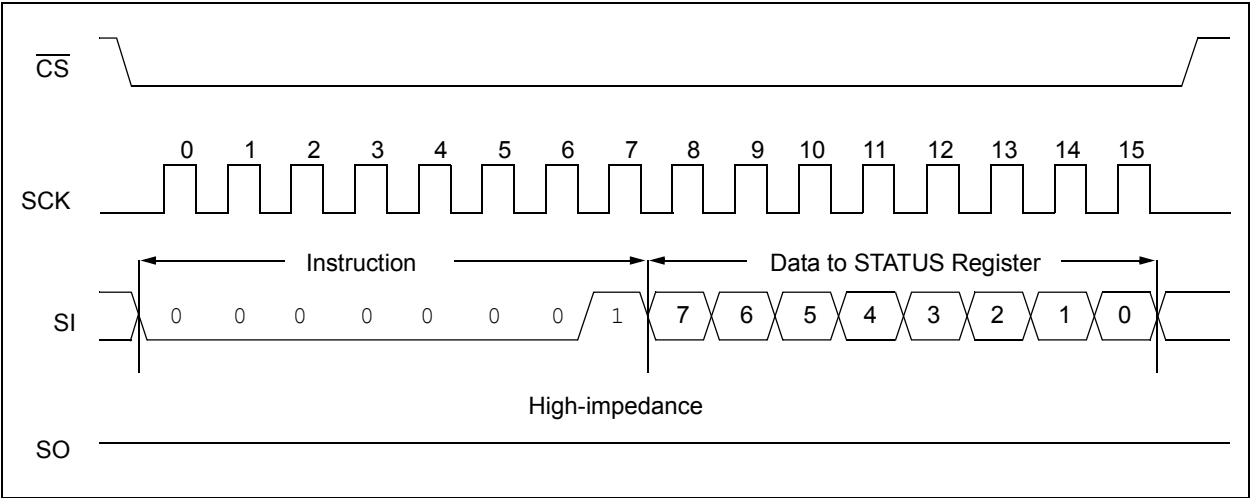 CS
0 1 2 3 4 5 6 7 8 9 10 11 12 13 14 15
SCK
Instruction Data to STATUS Register
SI 0 0 0 0 0 0 0 1 7 6 5 4 3 2 1 0
High-impedance
SO